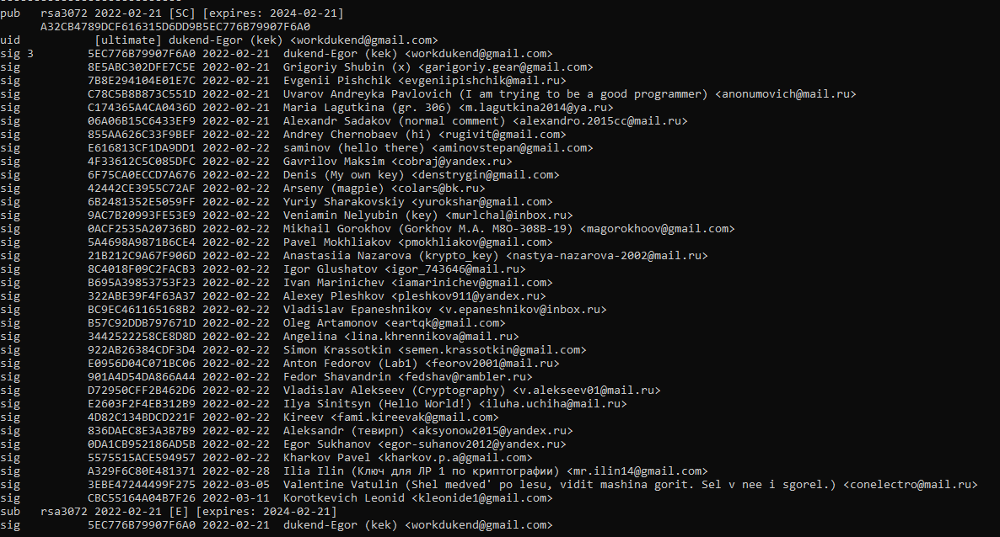 pub   rsa3072 2022-02-21 [SC] [expires: 2024-02-21]
      A32CB4789DCF616315D6DD9B5EC776B79907F6A0
uid           [ultimate] dukend-Egor (kek) <workdukend@gmail.com>
sig 3        5EC776B79907F6A0 2022-02-21  dukend-Egor (kek) <workdukend@gmail.com>
sig          8E5ABC302DFE7C5E 2022-02-21  Grigoriy Shubin (x) <garigoriy.gear@gmail.com>
sig          7B8E294104E01E7C 2022-02-21  Evgenii Pishchik <evgeniipishchik@mail.ru>
sig          C78C5B8B873C551D 2022-02-21  Uvarov Andreyka Pavlovich (I am trying to be a good programmer) <anonumovich@mail.ru>
sig          C174365A4CA0436D 2022-02-21  Maria Lagutkina (gr. 306) <m.lagutkina2014@ya.ru>
sig          06A06B15C6433EF9 2022-02-21  Alexandr Sadakov (normal comment) <alexandro.2015cc@mail.ru>
sig          855AA626C33F9BEF 2022-02-22  Andrey Chernobaev (hi) <rugivit@gmail.com>
sig          E616813CF1DA9DD1 2022-02-22  saminov (hello there) <aminovstepan@gmail.com>
sig          4F33612C5C085DFC 2022-02-22  Gavrilov Maksim <cobraj@yandex.ru>
sig          6F75CA0ECCD7A676 2022-02-22  Denis (My own key) <denstrygin@gmail.com>
sig          42442CE3955C72AF 2022-02-22  Arseny (magpie) <colars@bk.ru>
sig          6B2481352E5059FF 2022-02-22  Yuriy Sharakovskiy <yurokshar@gmail.com>
sig          9AC7B20993FE53E9 2022-02-22  Veniamin Nelyubin (key) <murlchal@inbox.ru>
sig          0ACF2535A20736BD 2022-02-22  Mikhail Gorokhov (Gorkhov M.A. M8O-308B-19) <magorokhoov@gmail.com>
sig          5A4698A9871B6CE4 2022-02-22  Pavel Mokhliakov <pmokhliakov@gmail.com>
sig          21B212C9A67F906D 2022-02-22  Anastasiia Nazarova (krypto_key) <nastya-nazarova-2002@mail.ru>
sig          8C4018F09C2FACB3 2022-02-22  Igor Glushatov <igor_743646@mail.ru>
sig          B695A39853753F23 2022-02-22  Ivan Marinichev <iamarinichev@gmail.com>
sig          322ABE39F4F63A37 2022-02-22  Alexey Pleshkov <pleshkov911@yandex.ru>
sig          BC9EC461165168B2 2022-02-22  Vladislav Epaneshnikov <v.epaneshnikov@inbox.ru>
sig          B57C92DDB797671D 2022-02-22  Oleg Artamonov <eartqk@gmail.com>
sig          3442522258CE8D8D 2022-02-22  Angelina <lina.khrennikova@mail.ru>
sig          922AB26384CDF3D4 2022-02-22  Simon Krassotkin <semen.krassotkin@gmail.com>
sig          E0956D04C071BC06 2022-02-22  Anton Fedorov (Lab1) <feorov2001@mail.ru>
sig          901A4D54DA866A44 2022-02-22  Fedor Shavandrin <fedshav@rambler.ru>
sig          D72950CFF2B462D6 2022-02-22  Vladislav Alekseev (Cryptography) <v.alekseev01@mail.ru>
sig          E2603F2F4EB312B9 2022-02-22  Ilya Sinitsyn (Hello World!) <iluha.uchiha@mail.ru>
sig          4D82C134BDCD221F 2022-02-22  Kireev <fami.kireevak@gmail.com>
sig          836DAEC8E3A3B7B9 2022-02-22  Aleksandr (тевирп) <aksyonow2015@yandex.ru>
sig          0DA1CB952186AD5B 2022-02-22  Egor Sukhanov <egor-suhanov2012@yandex.ru>
sig          5575515ACE594957 2022-02-22  Kharkov Pavel <kharkov.p.a@gmail.com>
sig          A329F6C80E481371 2022-02-28  Ilia Ilin (Ключ для ЛР 1 по криптографии) <mr.ilin14@gmail.com>
sig          3EBE47244499F275 2022-03-05  Valentine Vatulin (Shel medved' po lesu, vidit mashina gorit. Sel v nee i sgorel.) <conelectro@mail.ru>
sig          CBC55164A04B7F26 2022-03-11  Korotkevich Leonid <kleonide1@gmail.com>
sub   rsa3072 2022-02-21 [E] [expires: 2024-02-21]
sig          5EC776B79907F6A0 2022-02-21  dukend-Egor (kek) <workdukend@gmail.com>